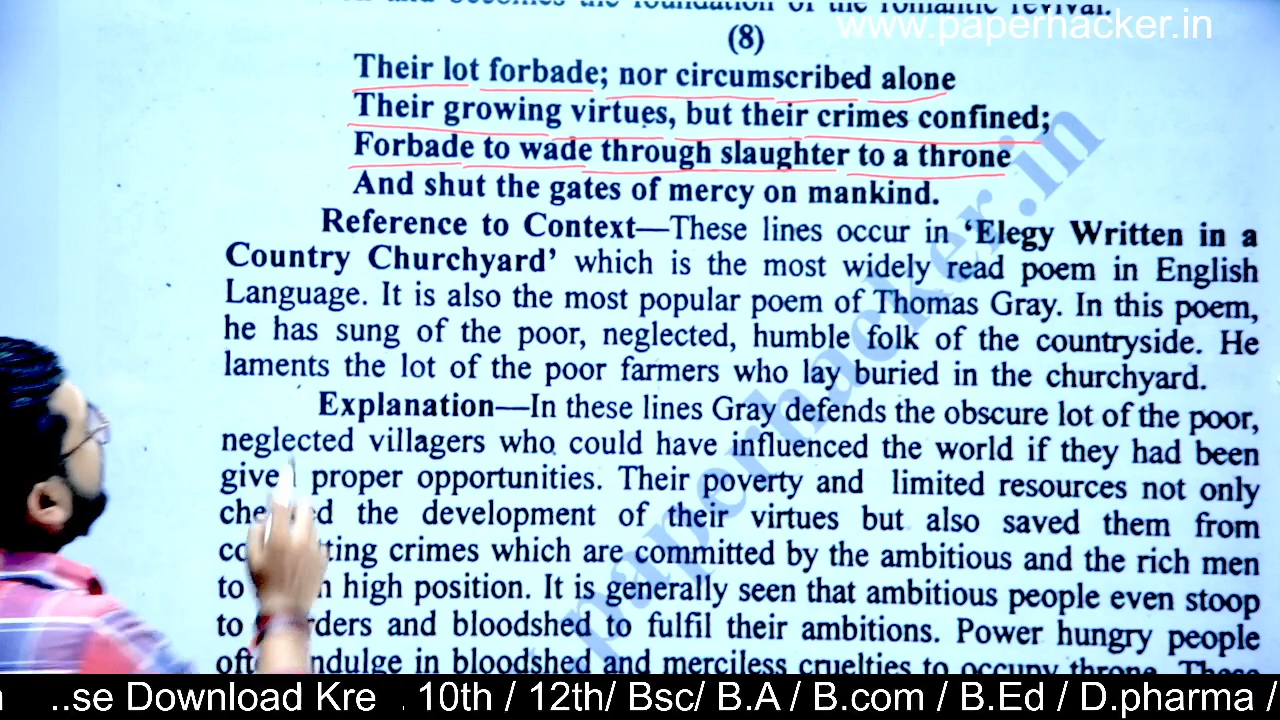 foundation of the romantic revival.
www.paperhacker.in
(8)
Their lot forbade; nor circumscribed alone
Their growing virtues, but their crimes confined;
Forbade to wade through slaughter to a throne
And shut the gates of mercy on mankind.
Reference to Context—These lines occur in 'Elegy Written in a
Country Churchyard' which is the most widely read poem in English
Language. It is also the most popular poem of Thomas Gray. In this poem,
he has sung of the poor, neglected, humble folk of the countryside. He
laments the lot of the poor farmers who lay buried in the churchyard.
Explanation—In these lines Gray defends the obscure lot of the poor,
neglected villagers who could have influenced the world if they had been
proper opportunities. Their poverty and limited resources not only
the development of their virtues but also saved them from
crimes which are committed by the ambitious and the rich men
to high position. It is generally seen that ambitious people even stoop
to and bloodshed to fulfil their ambitions. Power hungry people
in bloodshed and merciless cruelties to occupy throne. These
paperhacker.in
..se Download Kre . 10th / 12th/ Bsc/ B.A / B.com / B.Ed / D.pharma /